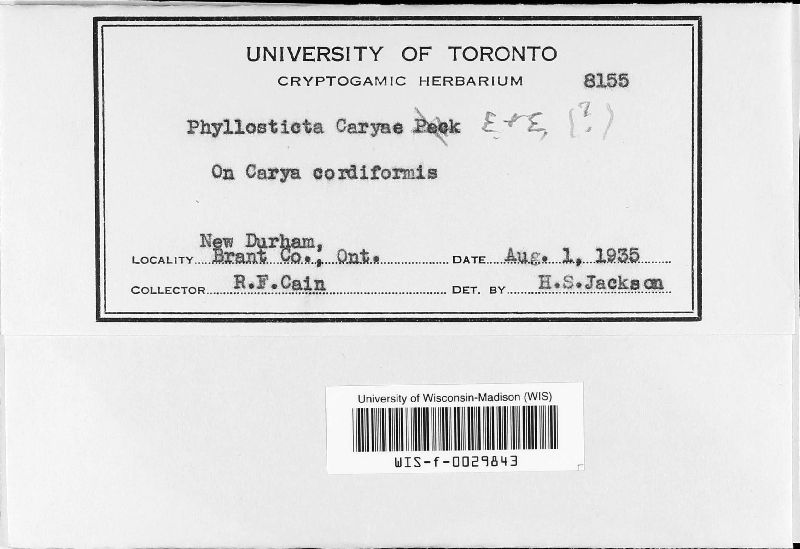 UNIVERSITY OF TORONTO
CRYPTOGAMIC HERBARIUM 8155
Phyllosticta Caryae Peck E + E, (?)
On Carya cordiformis
New Durham,
LOCALITY Brant Co., Ont. DATE Aug. 1, 1935
COLLECTOR R.F.Cain DET. BY H.S.Jackson
University of Wisconsin-Madison (WIS)
WIS-f-0029843